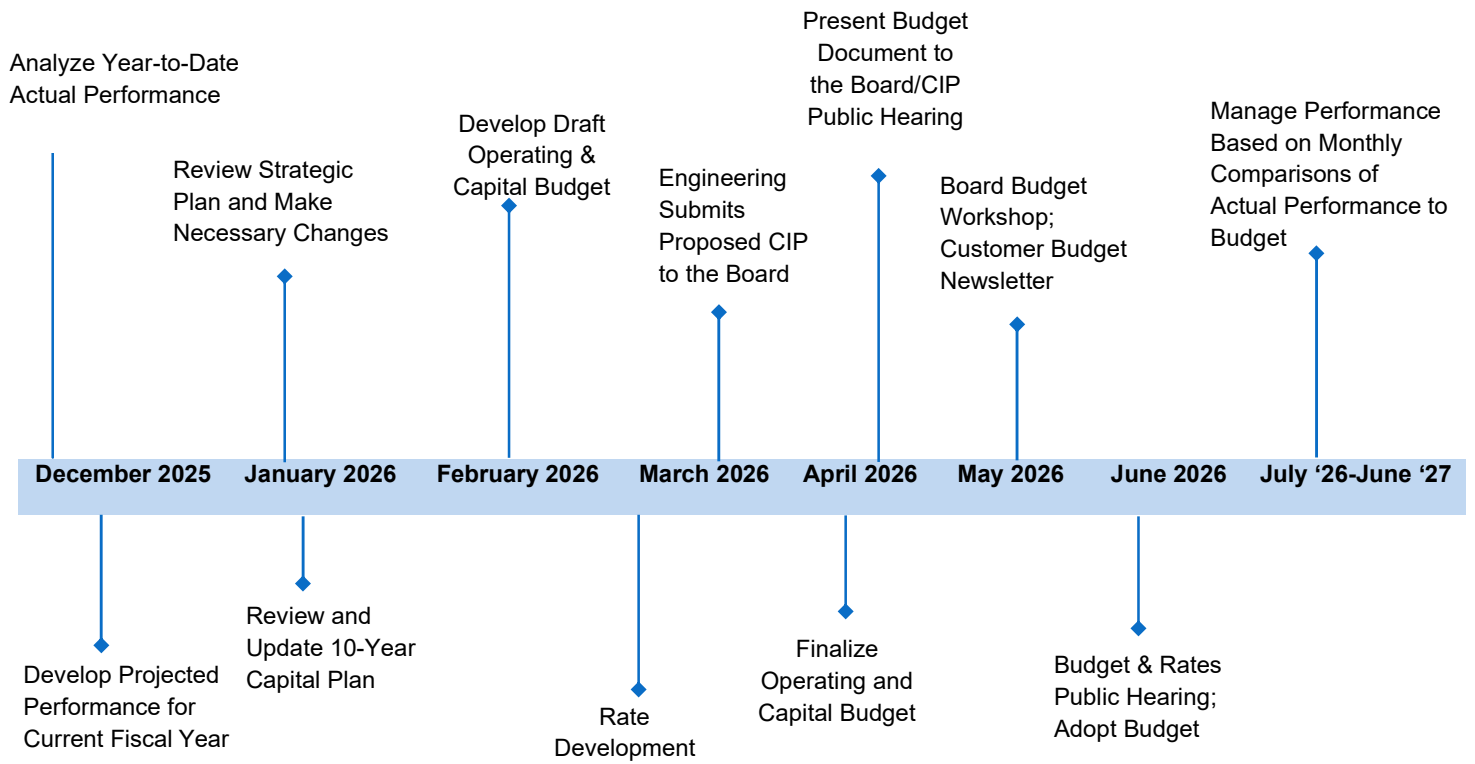 Analyze Year-to-Date
Actual Performance
Review Strategic
Plan and Make
Necessary Changes
Develop Draft
Operating &
Capital Budget
Engineering
Submits
Proposed CIP
to the Board
Present Budget
Document to
the Board/CIP
Public Hearing
Board Budget
Workshop;
Customer Budget
Newsletter
Manage Performance
Based on Monthly
Comparisons of
Actual Performance to
Budget
December 2025 January 2026 February 2026 March 2026 April 2026 May 2026 June 2026 July ‘26-June ‘27
Develop Projected
Performance for
Current Fiscal Year
Review and
Update 10-Year
Capital Plan
Rate
Development
Finalize
Operating and
Capital Budget
Budget & Rates
Public Hearing;
Adopt Budget